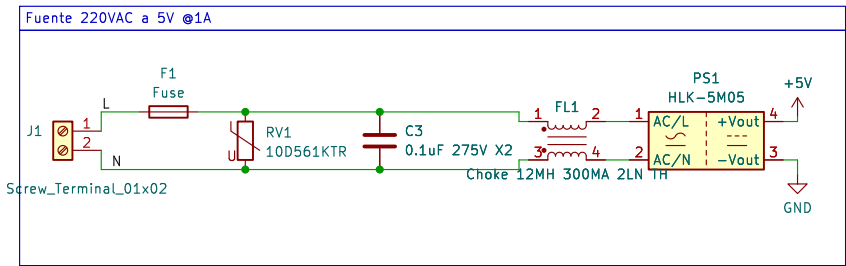 Fuente 220VAC a 5V @1A
F1
Fuse
L
J1
1
2
N
Screw_Terminal_01x02
RV1
10D561KTR
U
C3
0.1uF 275V X2
FL1
1
2
3
4
Choke 12MH 300MA 2LN TH
PS1
HLK-5M05
1
AC/L
+Vout
4
2
AC/N
-Vout
3
+5V
GND